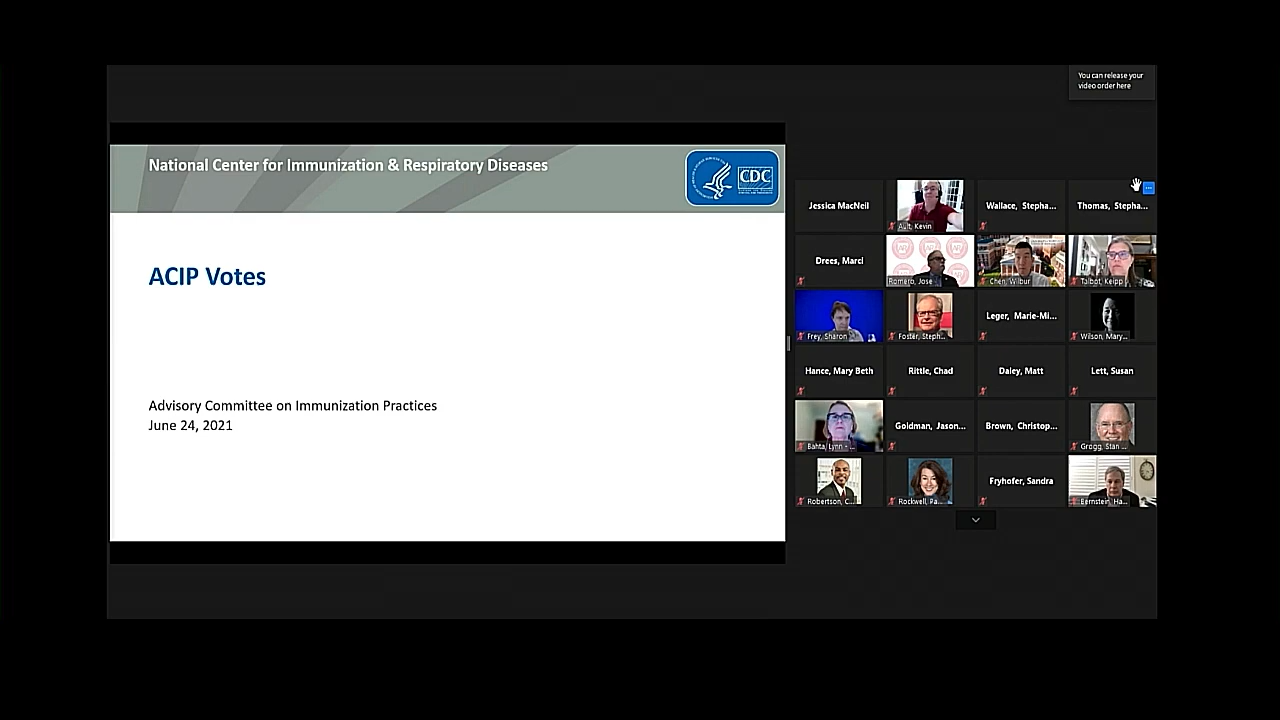 You can release your
video order here
National Center for Immunization & Respiratory Diseases
CDC
ACIP Votes
Advisory Committee on Immunization Practices
June 24, 2021
Jessica MacNeil
Ault, Kevin
Wallace, Stepha...
Thomas, Stepha...
Drees, Marci
Romero, Jose
Chen, Wilbur
Talbot, Keipp
Frey, Sharon
Foster, Steph...
Leger, Marie-Mi...
Wilson, Mary...
Hance, Mary Beth
Rittle, Chad
Daley, Matt
Lett, Susan
Bahta, Lynn - ...
Goldman, Jason...
Brown, Christop...
Grogg, Stan ...
Robertson, C...
Rockwell, Pa...
Fryhofer, Sandra
Bernstein, Ha...